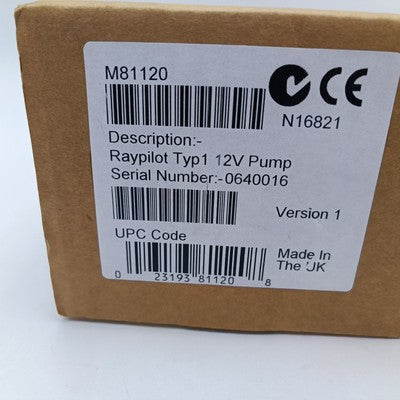 M81120
CE
N16821
Description:-
Raypilot Typ1 12V Pump
Serial Number:-0640016
Version 1
UPC Code
0 23193 81120 8
Made In
The UK